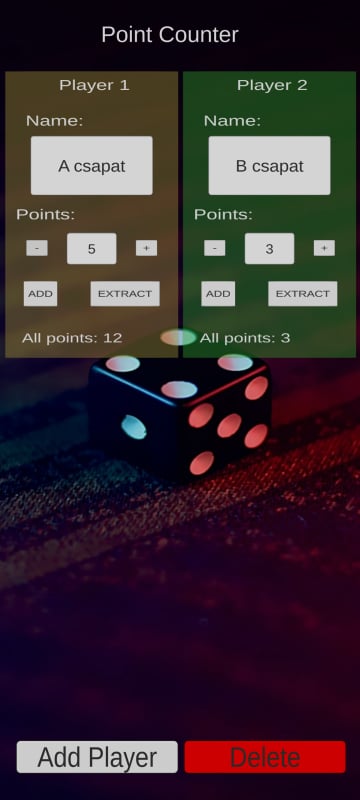 Point Counter
Player 1
Name:
A csapat
Points:
- 5 +
ADD EXTRACT
All points: 12
Player 2
Name:
B csapat
Points:
- 3 +
ADD EXTRACT
All points: 3
Add Player Delete